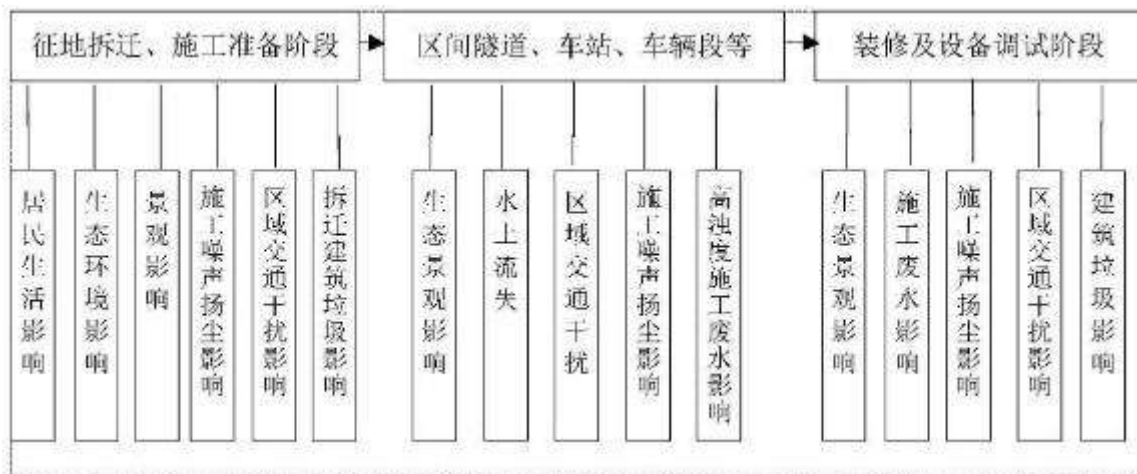 征地拆迁、施工准备阶段
区间隧道、车站、车辆段等
装修及设备调试阶段
居民生活影响
生态环境影响
景观影响
施工噪声扬尘影响
区域交通干扰影响
拆迁建筑垃圾影响
生态景观影响
水土流失
区域交通干扰
施工噪声扬尘影响
高浊度施工废水影响
生态景观影响
施工废水影响
施工噪声扬尘影响
区域交通干扰影响
建筑垃圾影响